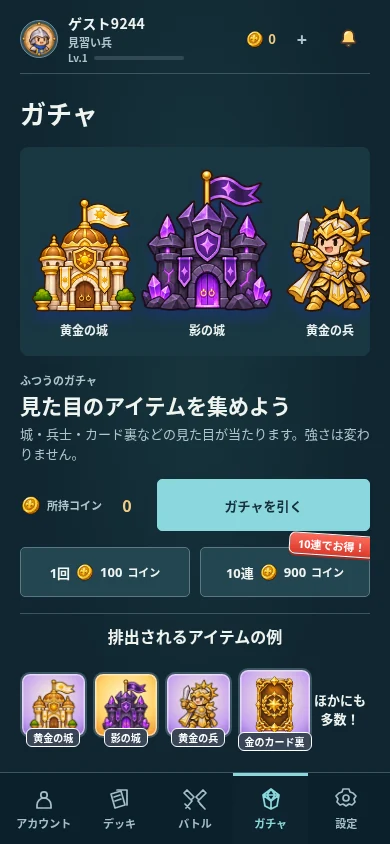 ゲスト9244
見習い兵
Lv.1
0 +
ガチャ
黄金の城
影の城
黄金の兵
ふつうのガチャ
見た目のアイテムを集めよう
城・兵士・カード裏などの見た目が当たります。強さは変わ
りません。
所持コイン 0
ガチャを引く
10連でお得！
1回 100 コイン
10連 900 コイン
排出されるアイテムの例
黄金の城
影の城
黄金の兵
金のカード裏
ほかにも
多数！
アカウント
デッキ
バトル
ガチャ
設定